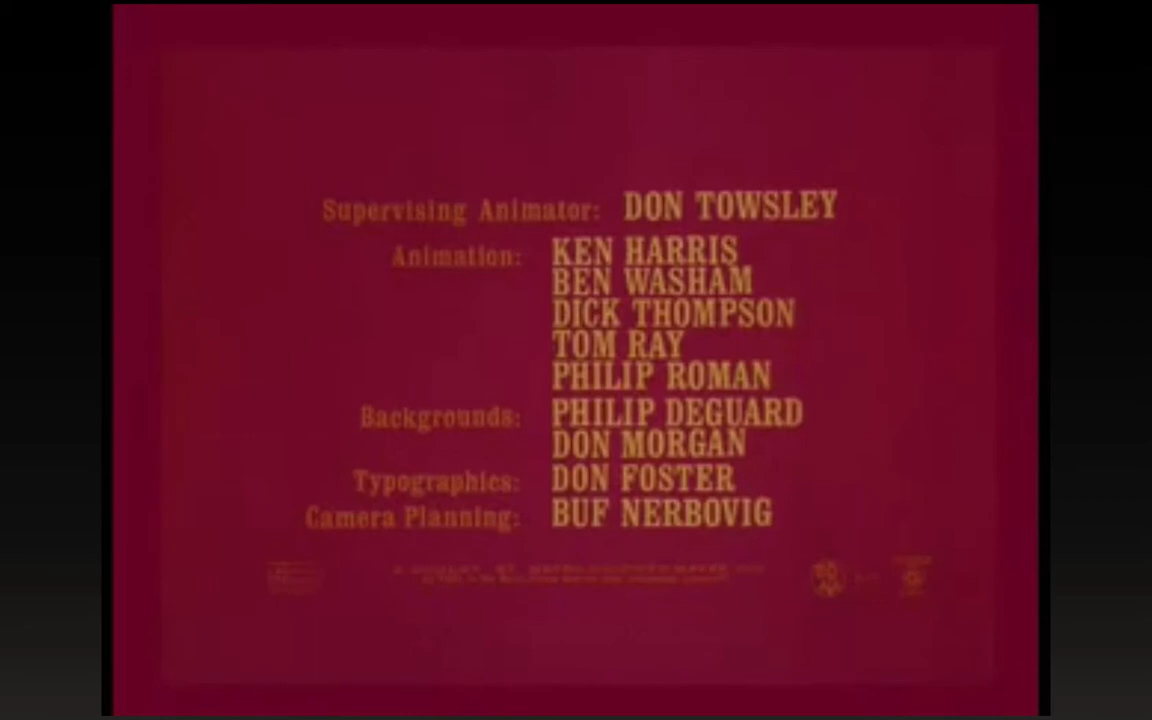 Supervising Animator: DON TOWSLEY
Animation: KEN HARRIS
BEN WASHAM
DICK THOMPSON
TOM RAY
PHILIP ROMAN
Backgrounds: PHILIP DEGUARD
DON MORGAN
Typographics: DON FOSTER
Camera Planning: BUF NERBOVIG